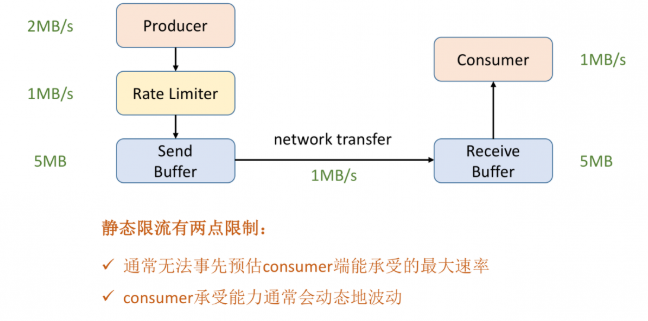 2MB/s
Producer
1MB/s
Rate Limiter
5MB
Send
Buffer
network transfer
1MB/s
Consumer
1MB/s
Receive
Buffer
5MB
静态限流有两点限制：
✓ 通常无法事先预估consumer端能承受的最大速率
✓ consumer承受能力通常会动态地波动